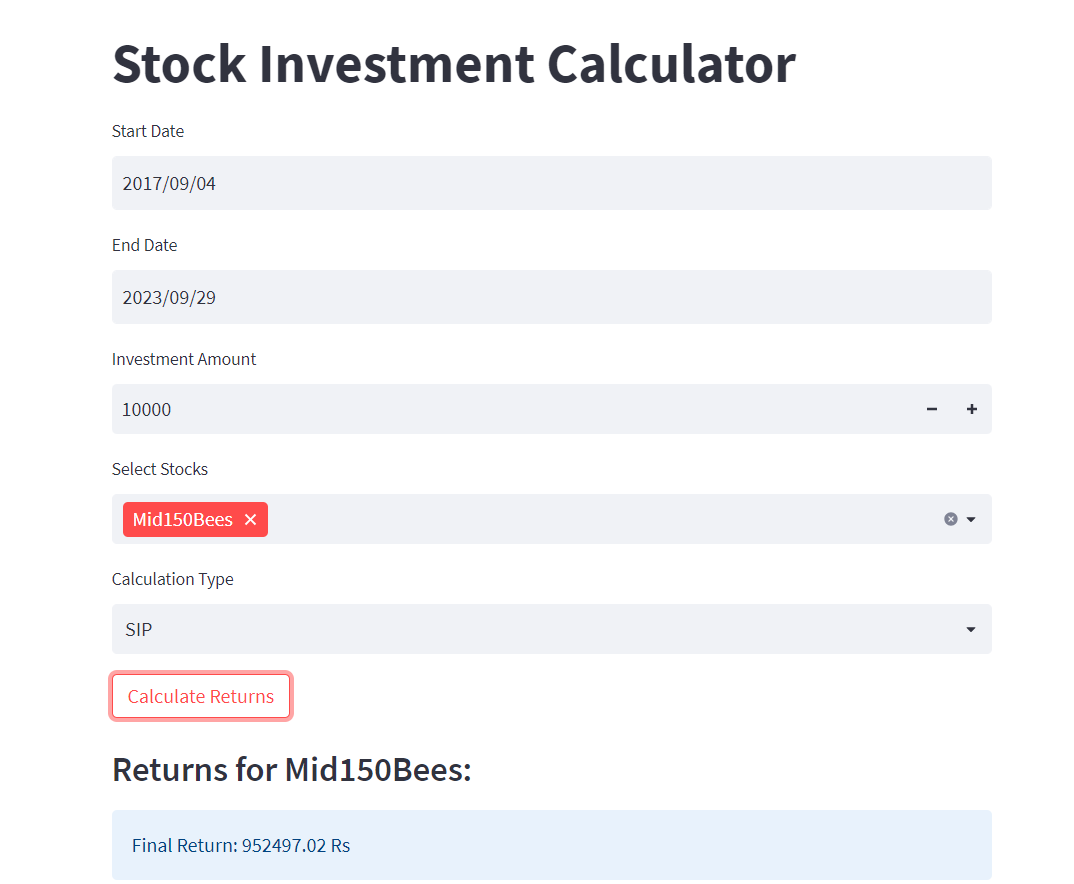 Stock Investment Calculator
Start Date
2017/09/04
End Date
2023/09/29
Investment Amount
10000
Select Stocks
Mid150Bees
Calculation Type
SIP
Calculate Returns
Returns for Mid150Bees:
Final Return: 952497.02 Rs